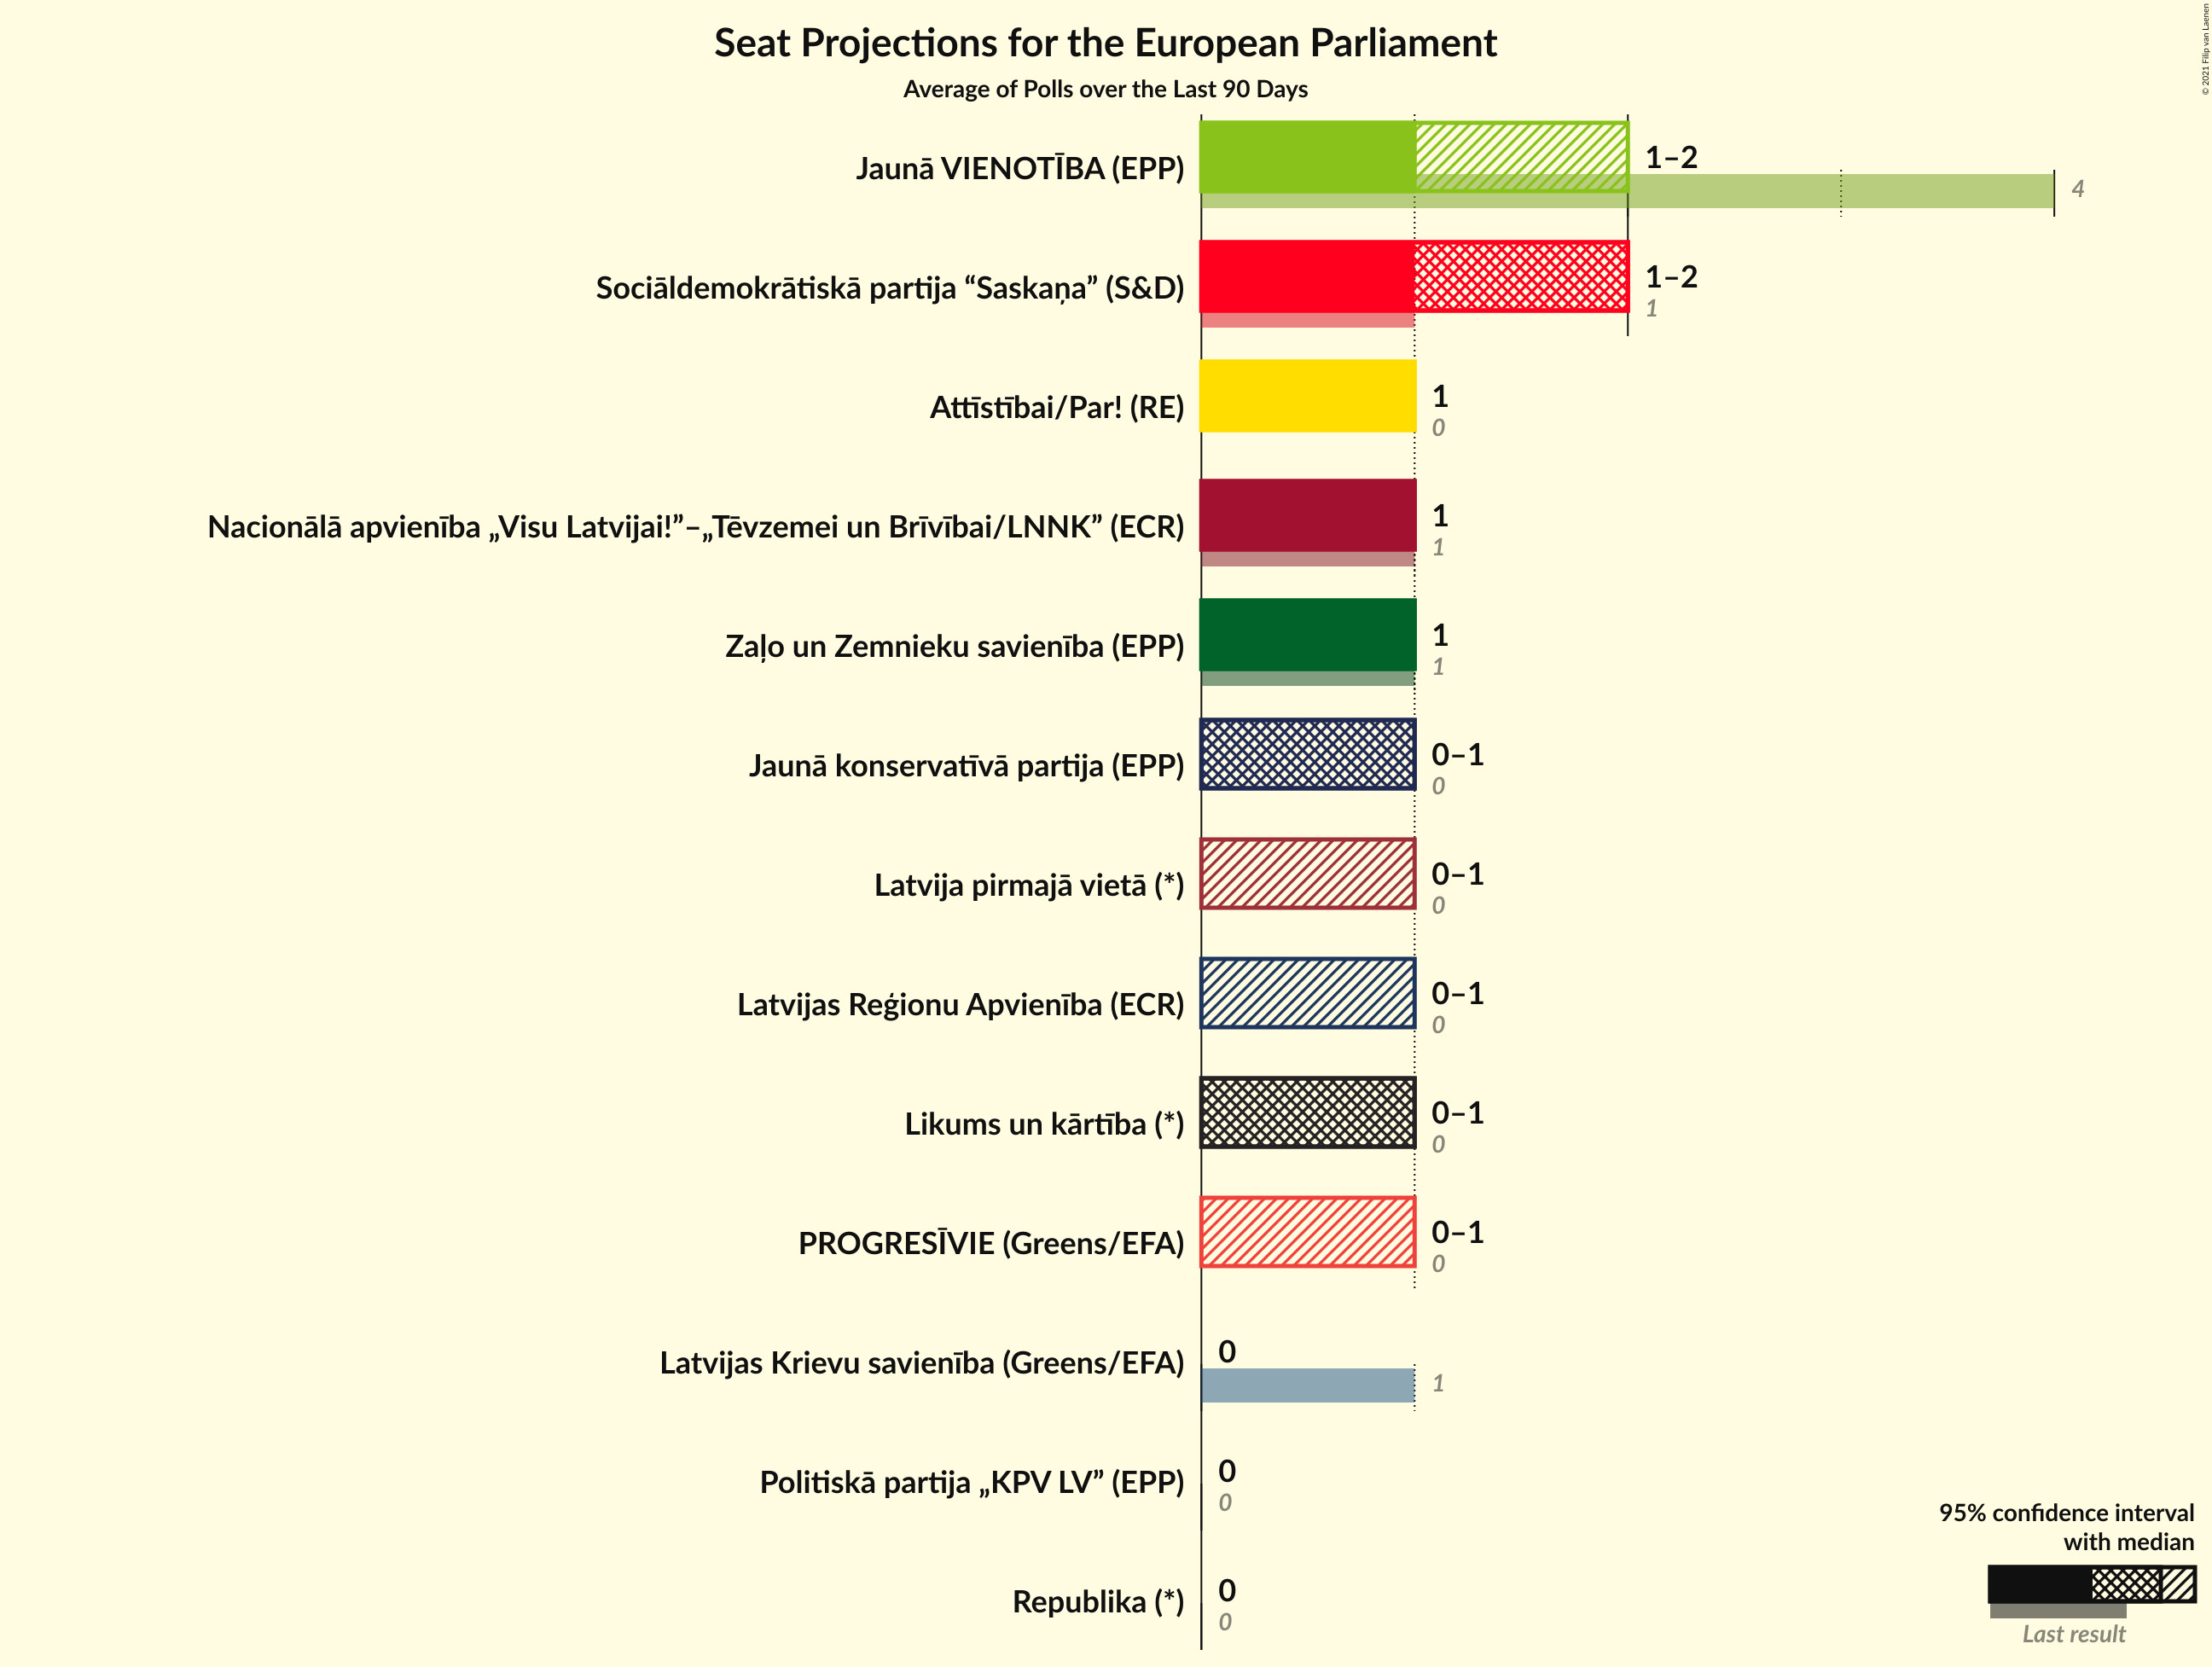 Seat Projections for the European Parliament
Average of Polls over the Last 90 Days
© 2021 Filip van Laenen
Jaunā VIENOTĪBA (EPP)
1–2
4
Sociāldemokrātiskā partija “Saskaņa” (S&D)
1–2
1
Attīstībai/Par! (RE)
1
0
Nacionālā apvienība „Visu Latvijai!”–„Tēvzemei un Brīvībai/LNNK” (ECR)
1
1
Zaļo un Zemnieku savienība (EPP)
1
1
Jaunā konservatīvā partija (EPP)
0–1
0
Latvija pirmajā vietā (*)
0–1
0
Latvijas Reģionu Apvienība (ECR)
0–1
0
Likums un kārtība (*)
0–1
0
PROGRESĪVIE (Greens/EFA)
0–1
0
Latvijas Krievu savienība (Greens/EFA)
0
1
Politiskā partija „KPV LV” (EPP)
0
0
Republika (*)
0
0
95% confidence interval
with median
Last result